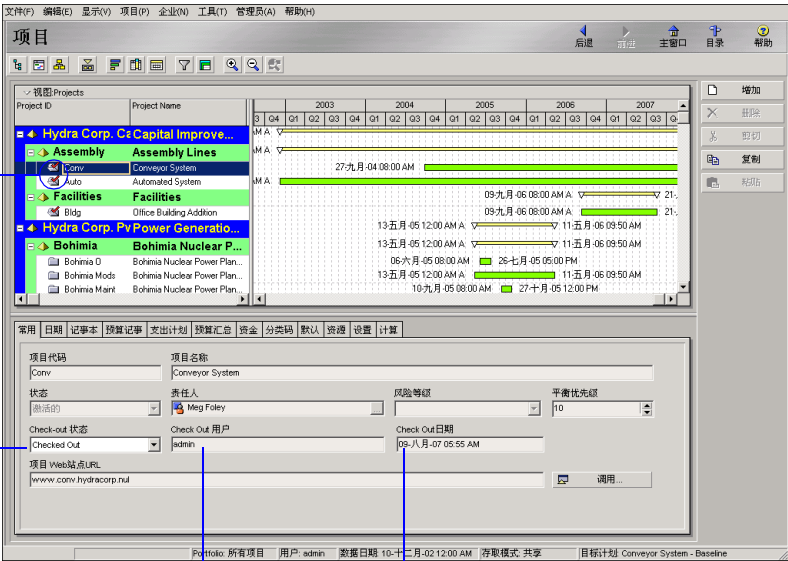 文件(F) 编辑(E) 显示(V) 项目(P) 企业(N) 工具(T) 管理员(A) 帮助(H)
项目
后退 前进 主窗口 目录 帮助
视图:Projects
增加
删除
剪切
复制
粘贴
Project ID Project Name
2003 2004 2005 2006 2007
3 Q4 Q1 Q2 Q3 Q4 Q1 Q2 Q3 Q4 Q1 Q2 Q3 Q4 Q1 Q2 Q3 Q4 Q1 Q2 Q3 Q4
Hydra Corp. Ca Capital Improve... M A
Assembly Assembly Lines M A
Conv Conveyor System 27-九月-04 08:00 AM
Auto Automated System M A
Facilities Facilities 09-九月-06 08:00 AM A 21-
Bldg Office Building Addition 09-九月-06 08:00 AM A 21-
Hydra Corp. Pv Power Generatio... 13-五月-05 12:00 AM A 11-五月-06 09:50 AM
Bohimia Bohimia Nuclear P... 13-五月-05 12:00 AM A 11-五月-06 09:50 AM
Bohimia O Bohimia Nuclear Power Plan... 06-六月-05 08:00 AM 26-七月-05 05:00 PM
Bohimia Mods Bohimia Nuclear Power Plan... 13-五月-05 12:00 AM A 11-五月-06 09:50 AM
Bohimia Maint Bohimia Nuclear Power Plan... 10-九月-05 08:00 AM 27-十月-05 12:00 PM
常用 日期 记事本 预算记事 支出计划 预算汇总 资金 分类码 默认 资源 设置 计算
项目代码 项目名称
Conv Conveyor System
状态 责任人 风险等级 平衡优先级
激活的 Meg Foley 10
Check-out 状态 Check Out 用户 Check Out日期
Checked Out admin 09-八月-07 05:55 AM
项目 Web站点URL
www.conv.hydracorp.nul 调用...
Portfolio: 所有项目 用户: admin 数据日期: 10-十二月-02 12:00 AM 存取模式: 共享 目标计划: Conveyor System - Baseline